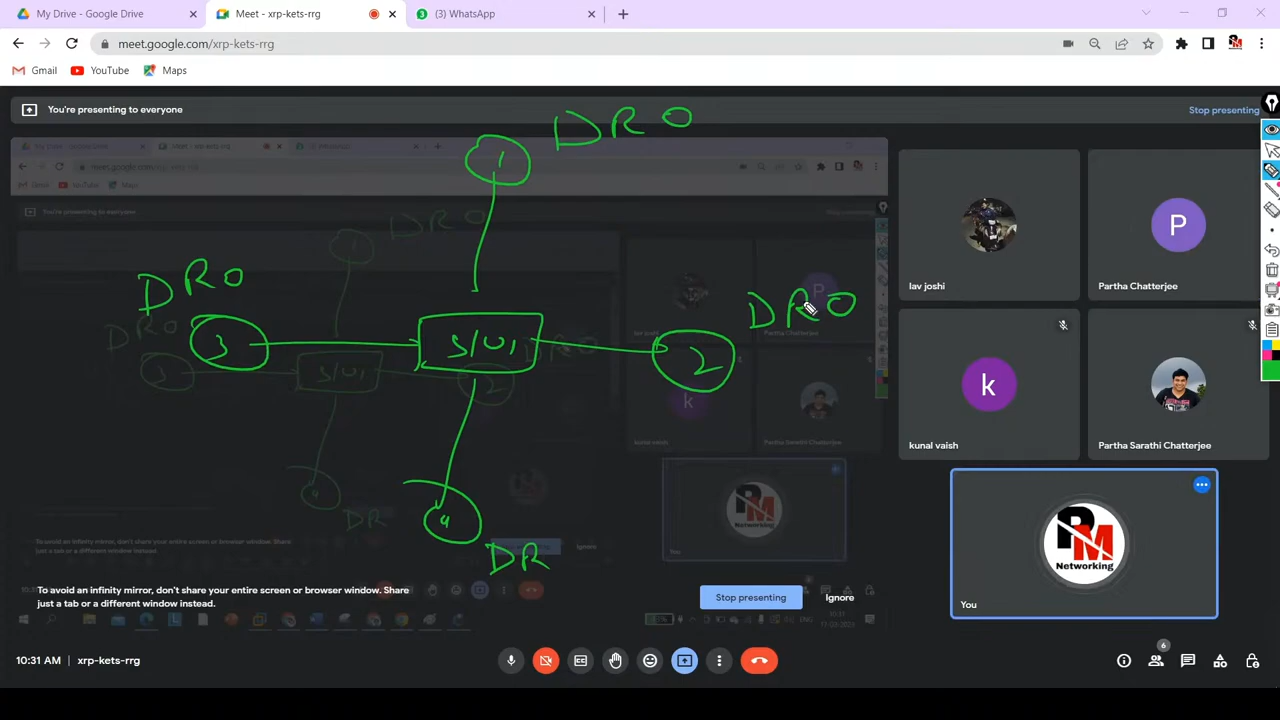 My Drive - Google Drive
Meet - xrp-kets-rrg
(3) WhatsApp
meet.google.com/xrp-kets-rrg
Gmail
YouTube
Maps
You're presenting to everyone
Stop presenting
DRO
1
DRO
3
DRO
2
4
DR
lav joshi
P
Partha Chatterjee
k
kunal vaish
Partha Sarathi Chatterjee
PM
Networking
You
To avoid an infinity mirror, don't share your entire screen or browser window. Share
just a tab or a different window instead.
Stop presenting
Ignore
10:31 AM | xrp-kets-rrg
6